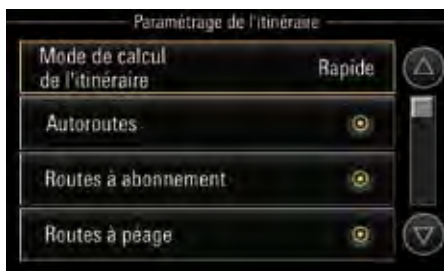 Paramétrage de l'itinéraire
Mode de calcul
de l'itinéraire
Rapide
Autoroutes
Routes à abonnement
Routes à péage